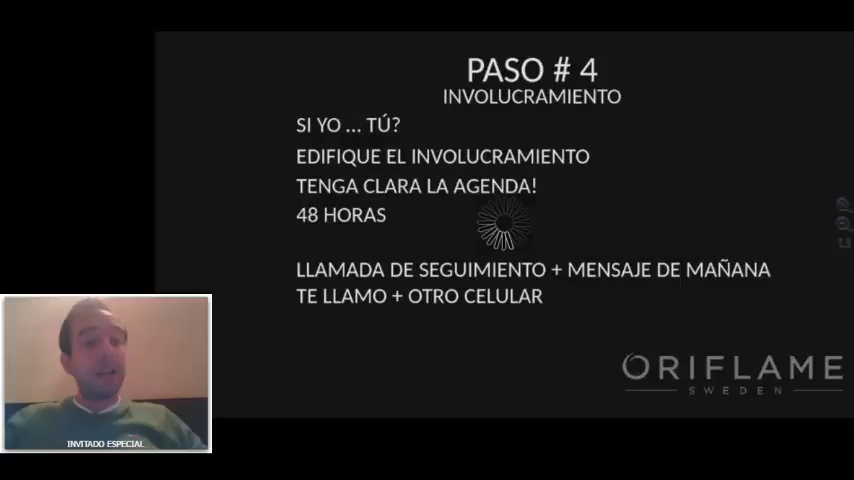 PASO # 4
INVOLUCRAMIENTO
SI YO ... TÚ?
EDIFIQUE EL INVOLUCRAMIENTO
TENGA CLARA LA AGENDA!
48 HORAS
LLAMADA DE SEGUIMIENTO + MENSAJE DE MAÑANA
TE LLAMO + OTRO CELULAR
ORIFLAME
SWEDEN
INVITADO ESPECIAL